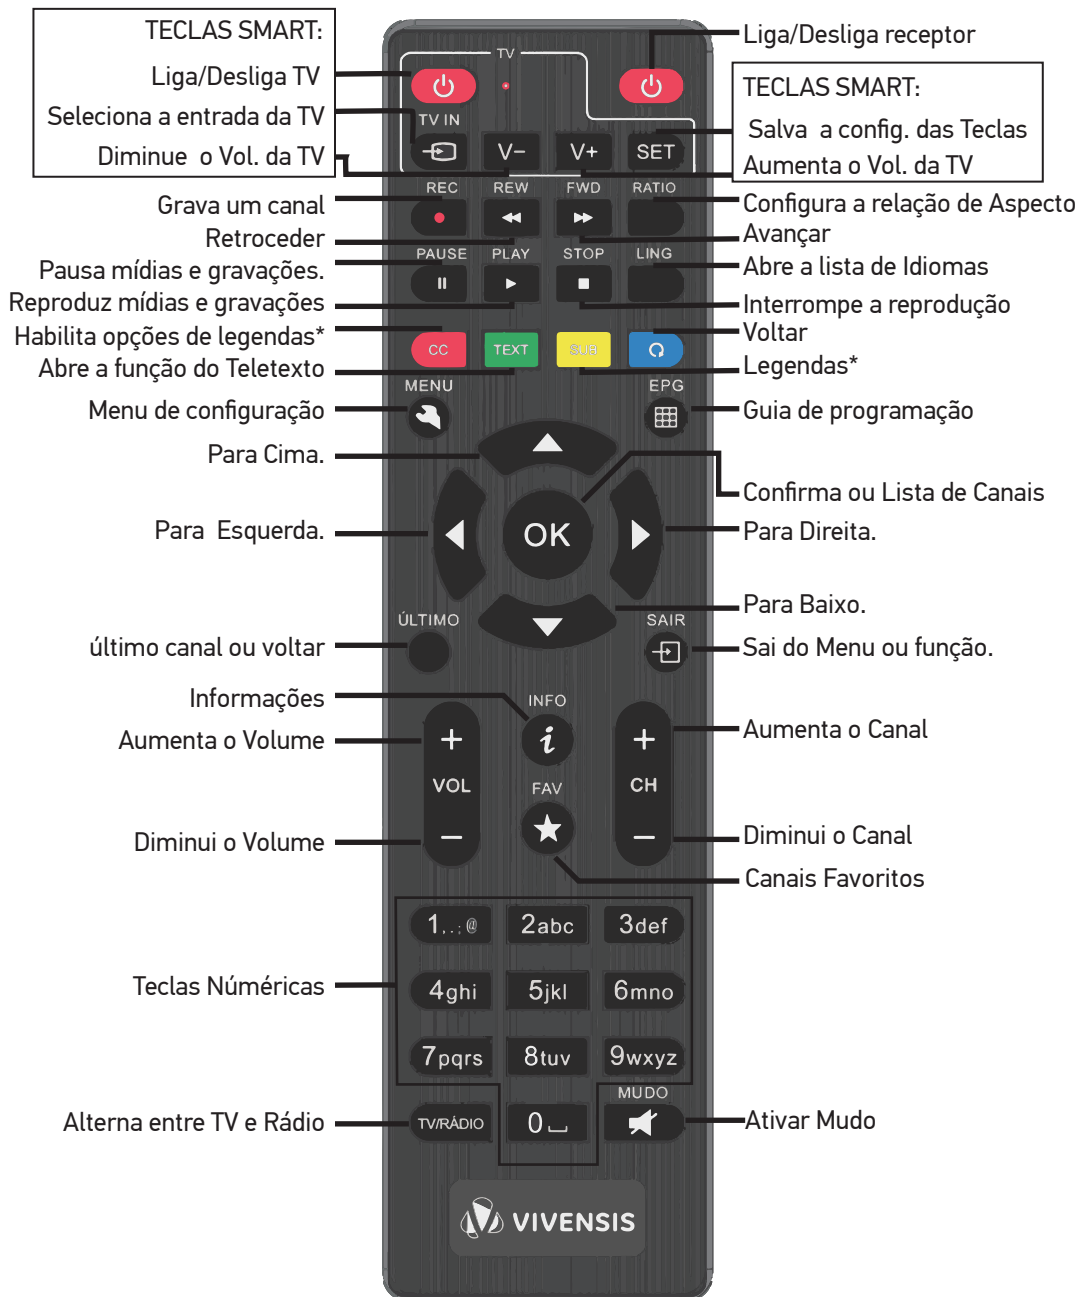 TECLAS SMART:
Liga/Desliga TV
Seleciona a entrada da TV
Diminue o Vol. da TV
Grava um canal
Retroceder
Pausa mídias e gravações.
Reproduz mídias e gravações
Habilita opções de legendas*
Abre a função do Teletexto
Menu de configuração
Para Cima.
Para Esquerda.
último canal ou voltar
Informações
Aumenta o Volume
Diminui o Volume
Teclas Núméricas
Alterna entre TV e Rádio
TV
TV IN
V- V+ SET
REC REW FWD RATIO
PAUSE PLAY STOP LING
CC TEXT SUB
MENU EPG
OK
ÚLTIMO SAIR
INFO
i
+ +
VOL CH
FAV
- -
1.,:;@ 2abc 3def
4ghi 5jkl 6mno
7pqrs 8tuv 9wxyz
MUDO
TV/RÁDIO 0⎵
VIVENSIS
Liga/Desliga receptor
TECLAS SMART:
Salva a config. das Teclas
Aumenta o Vol. da TV
Configura a relação de Aspecto
Avançar
Abre a lista de Idiomas
Interrompe a reprodução
Voltar
Legendas*
Guia de programação
Confirma ou Lista de Canais
Para Direita.
Para Baixo.
Sai do Menu ou função.
Aumenta o Canal
Diminui o Canal
Canais Favoritos
Ativar Mudo